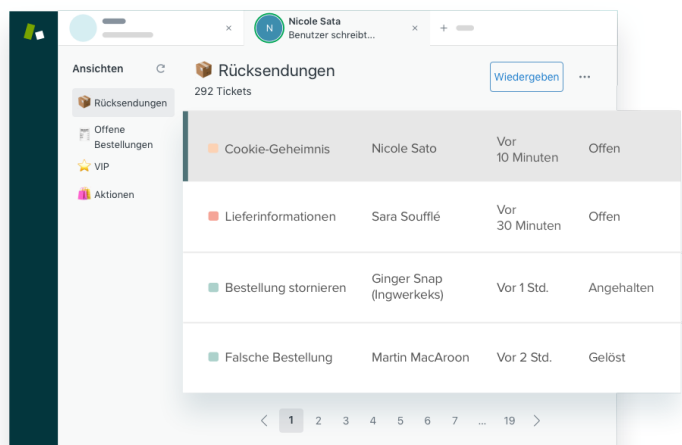 N
Nicole Sata
Benutzer schreibt...
× × +
Ansichten
Rücksendungen
Offene
Bestellungen
VIP
Aktionen
Rücksendungen
292 Tickets
Wiedergeben
...
Cookie-Geheimnis Nicole Sato Vor
10 Minuten Offen
Lieferinformationen Sara Soufflé Vor
30 Minuten Offen
Bestellung stornieren Ginger Snap
(Ingwerkeks) Vor 1 Std. Angehalten
Falsche Bestellung Martin MacAroon Vor 2 Std. Gelöst
< 1 2 3 4 5 6 7 ... 19 >